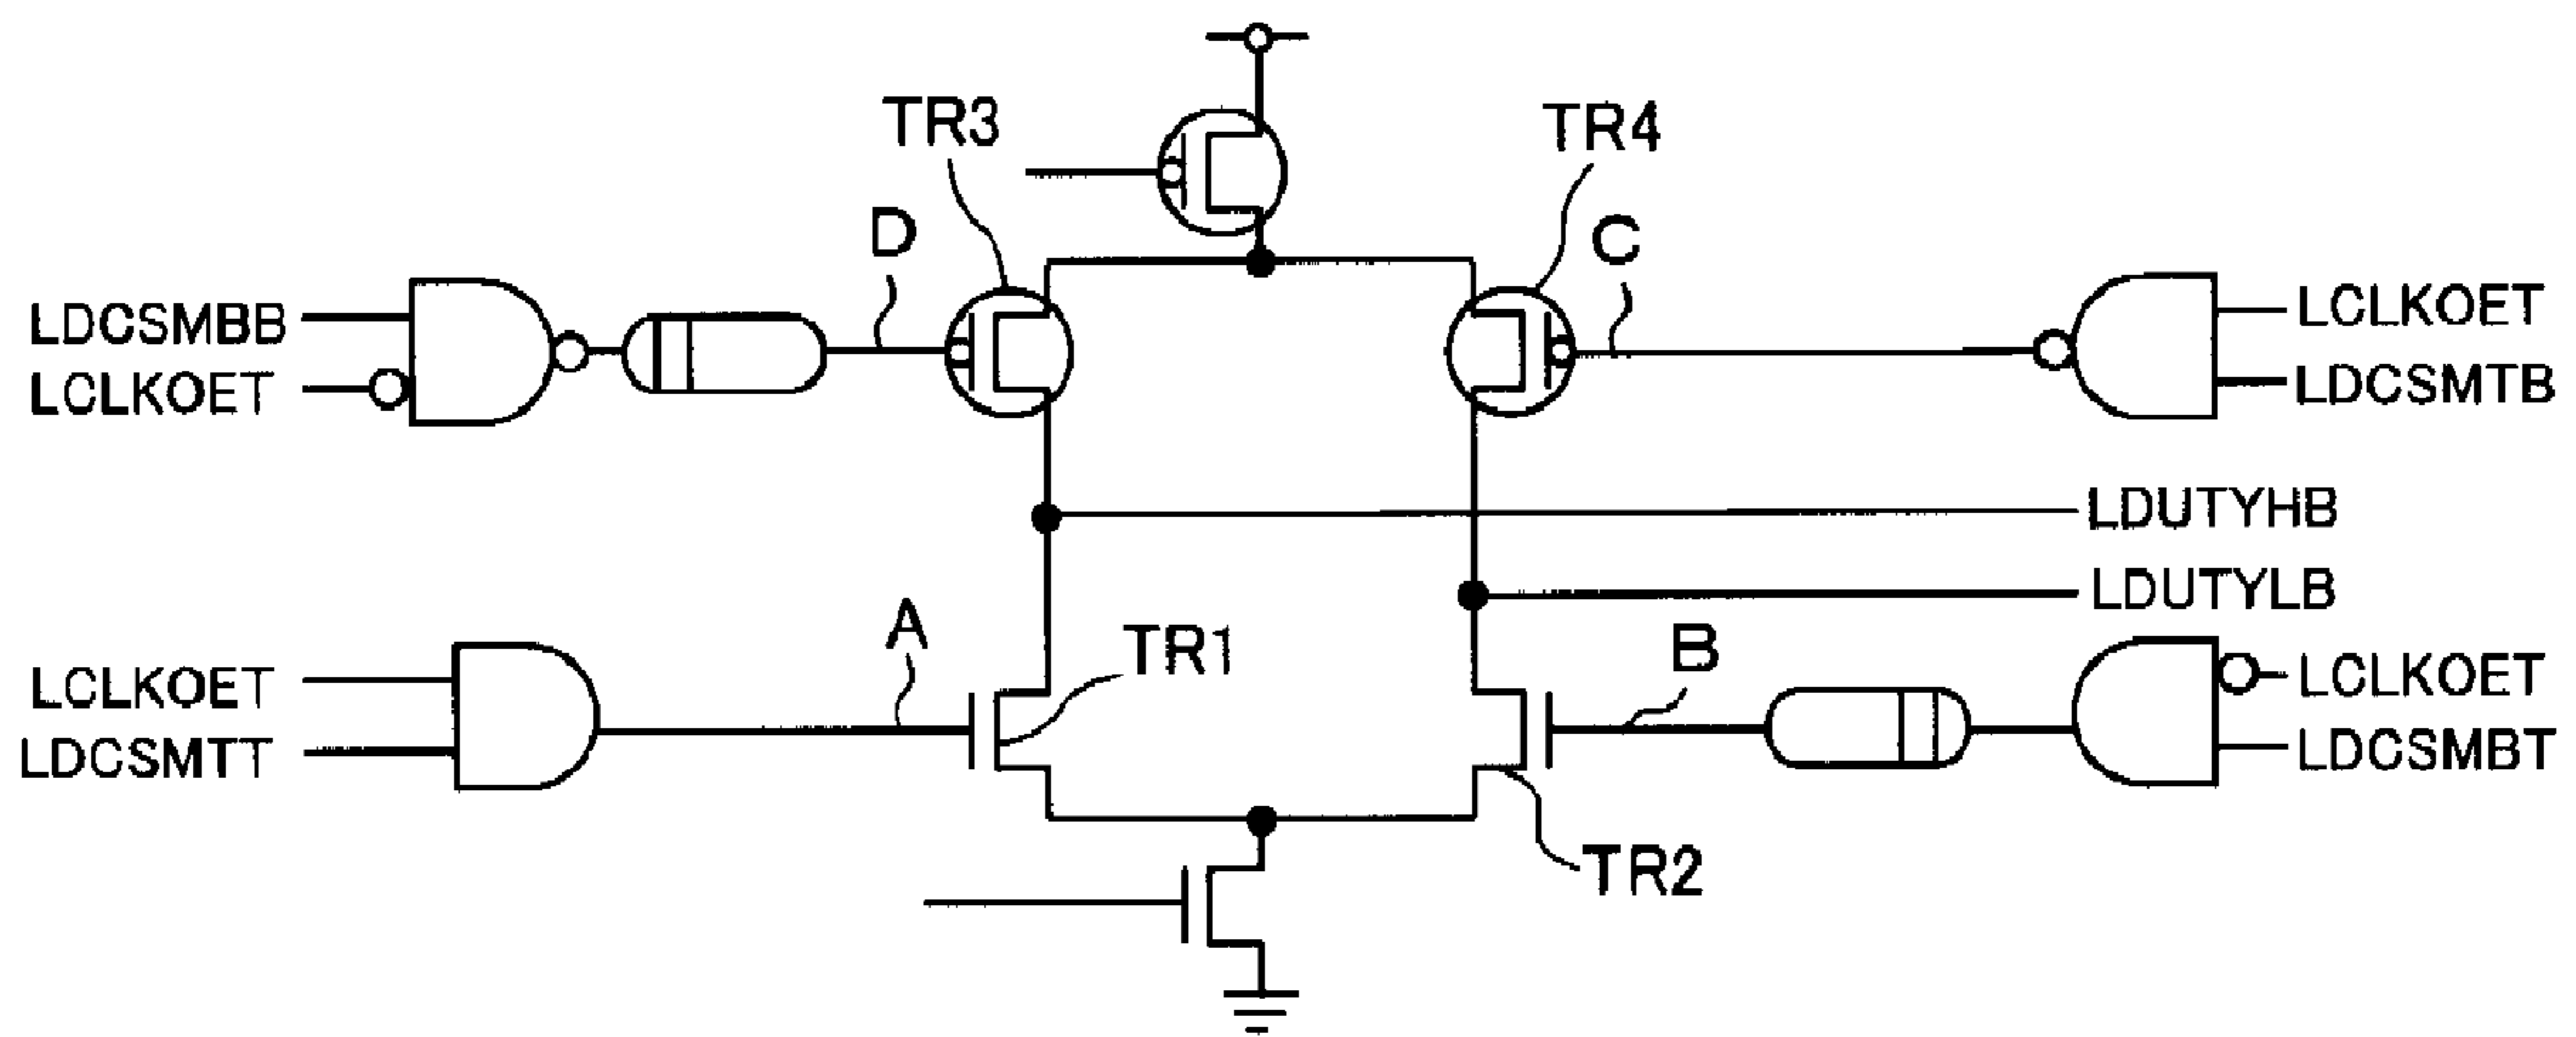 TR3
TR4
D
C
LDCSMBB
LCLKOET
LCLKOET
LDCSMTB
LDUTYHB
LDUTYLB
A
TR1
B
LCLKOET
LDCSMTT
LCLKOET
LDCSMBT
TR2